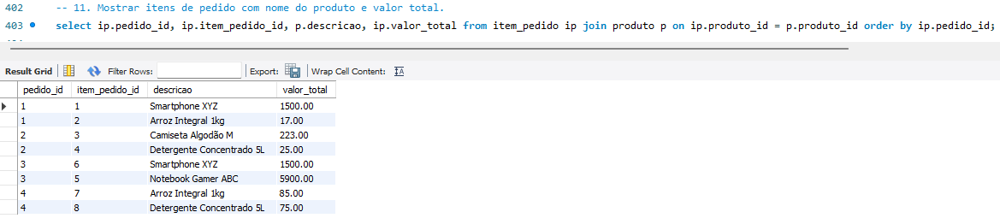 402 -- 11. Mostrar itens de pedido com nome do produto e valor total.
403 select ip.pedido_id, ip.item_pedido_id, p.descricao, ip.valor_total from item_pedido ip join produto p on ip.produto_id = p.produto_id order by ip.pedido_id;
Result Grid Filter Rows: Export: Wrap Cell Content:
pedido_id item_pedido_id descricao valor_total
1 1 Smartphone XYZ 1500.00
1 2 Arroz Integral 1kg 17.00
2 3 Camiseta Algodão M 223.00
2 4 Detergente Concentrado 5L 25.00
3 6 Smartphone XYZ 1500.00
3 5 Notebook Gamer ABC 5900.00
4 7 Arroz Integral 1kg 85.00
4 8 Detergente Concentrado 5L 75.00